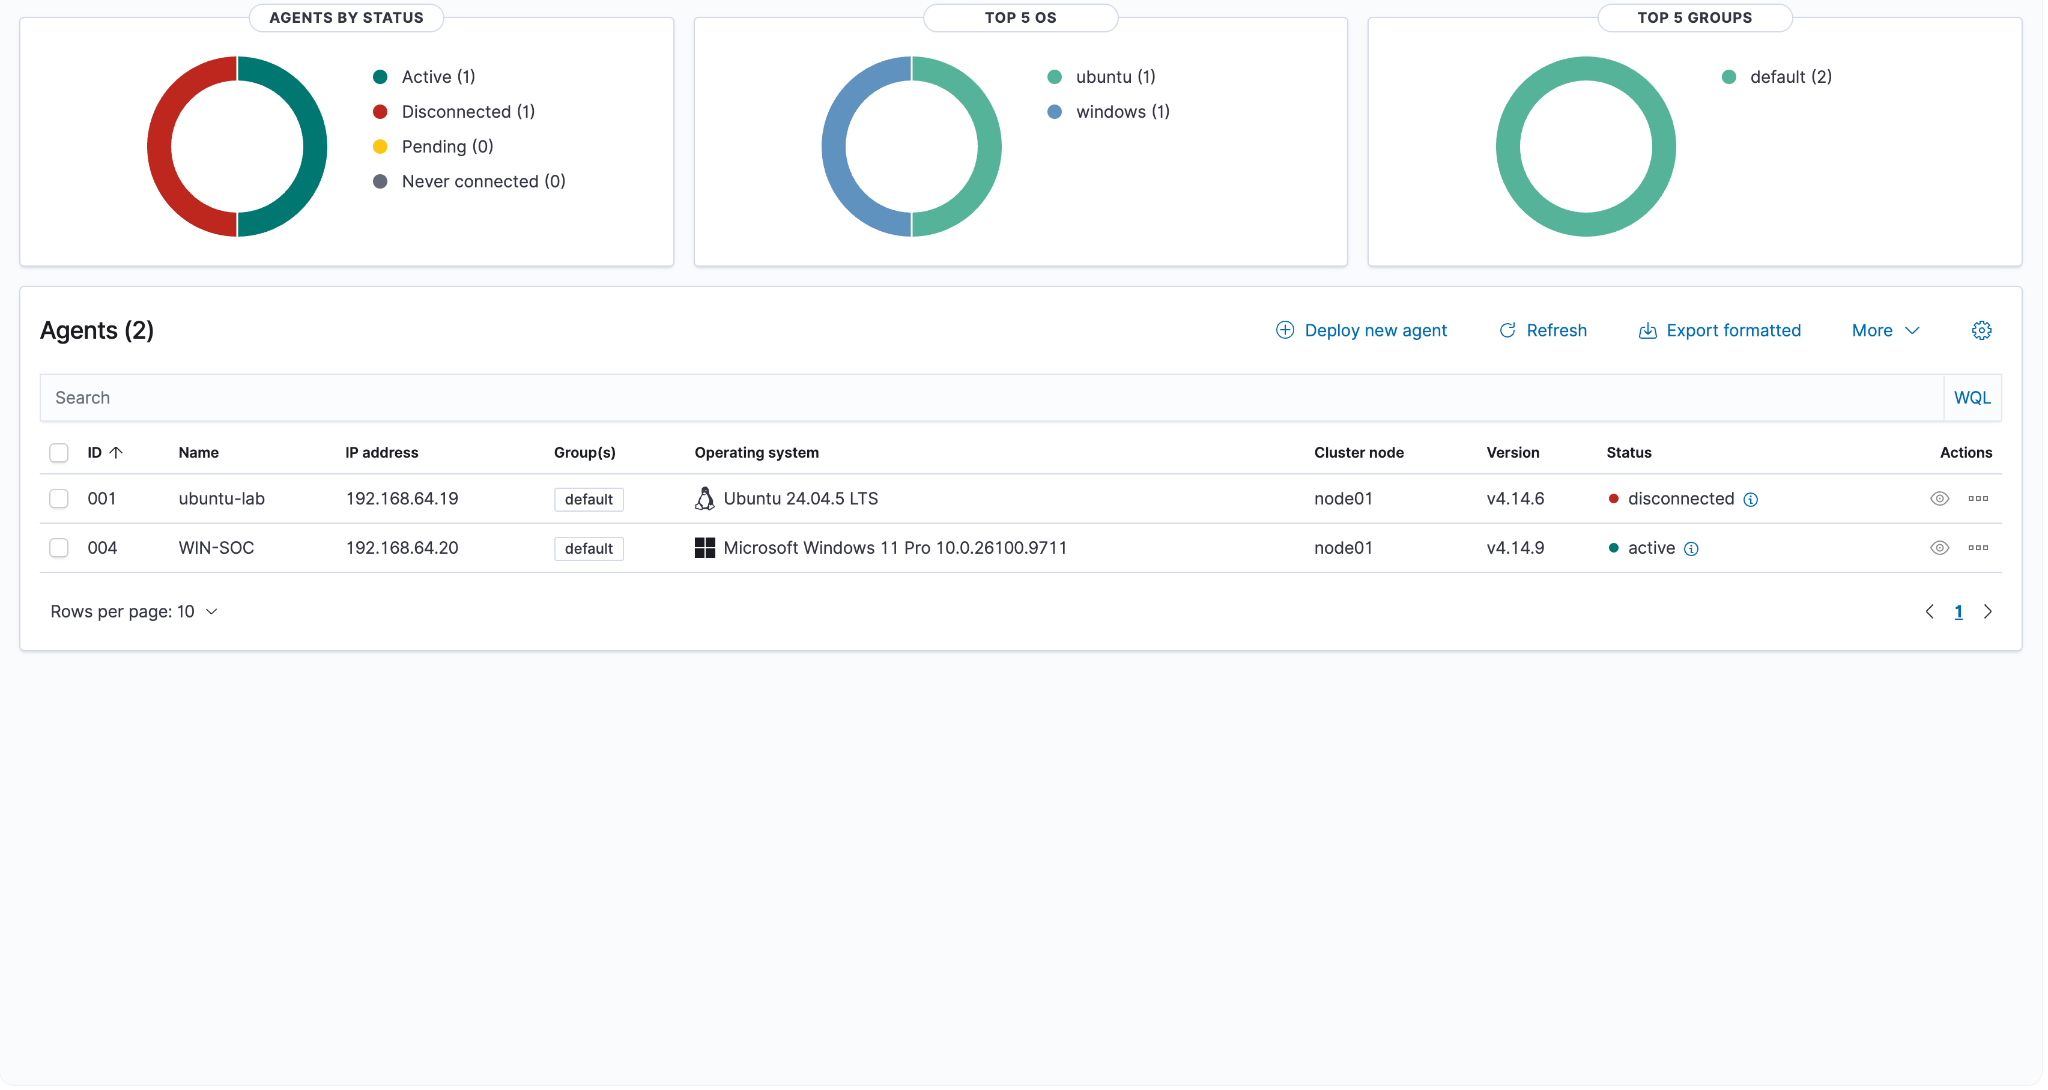 AGENTS BY STATUS
Active (1)
Disconnected (1)
Pending (0)
Never connected (0)
TOP 5 OS
ubuntu (1)
windows (1)
TOP 5 GROUPS
default (2)
Agents (2)
Deploy new agent
Refresh
Export formatted
More
Search
WQL
ID Name IP address Group(s) Operating system Cluster node Version Status Actions
001 ubuntu-lab 192.168.64.19 default Ubuntu 24.04.5 LTS node01 v4.14.6 disconnected
004 WIN-SOC 192.168.64.20 default Microsoft Windows 11 Pro 10.0.26100.9711 node01 v4.14.9 active
Rows per page: 10
1